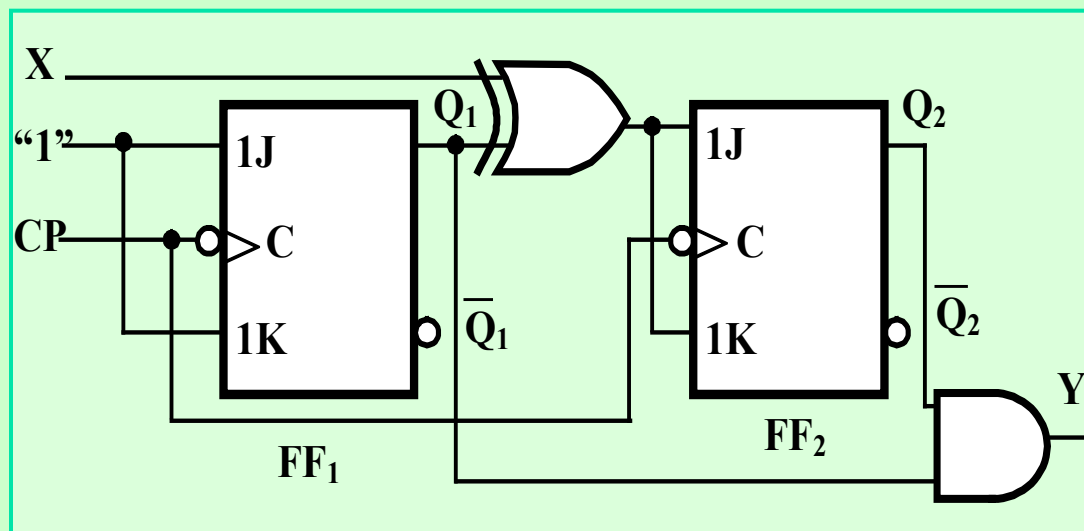 X
“1”
CP
1J
C
1K
Q₁
Q̅₁
FF₁
1J
C
1K
Q₂
Q̅₂
FF₂
Y